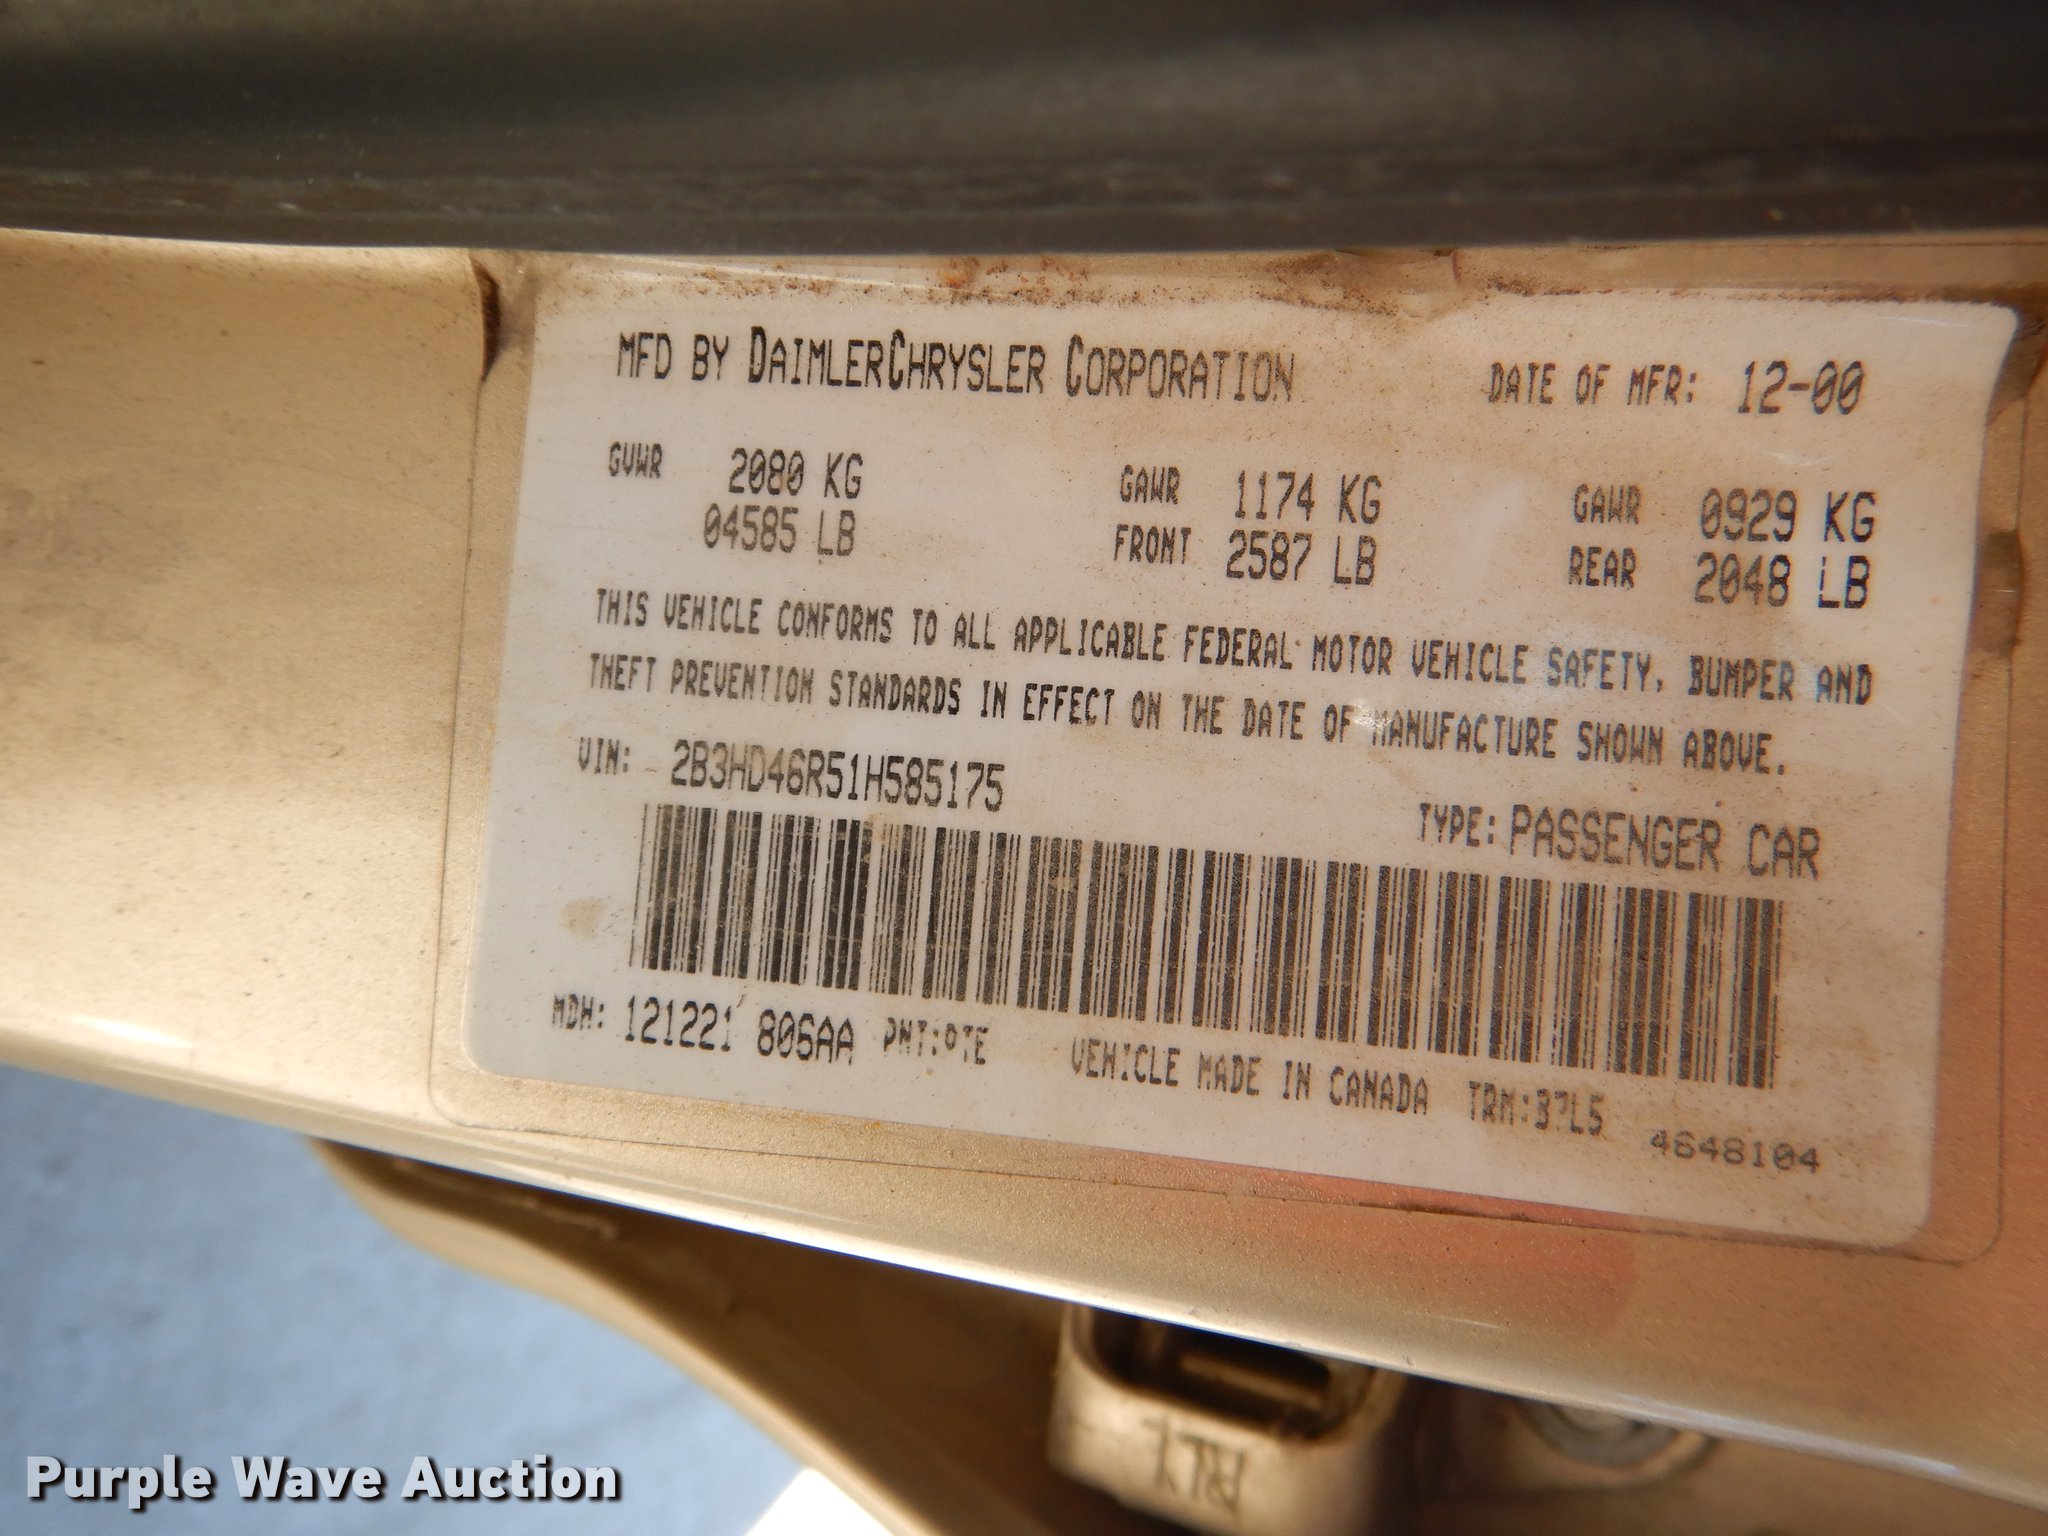 MFD BY DAIMLERCHRYSLER CORPORATION DATE OF MFR: 12-00
GVWR 2080 KG GAWR 1174 KG GAWR 0929 KG
04585 LB FRONT 2587 LB REAR 2048 LB
THIS VEHICLE CONFORMS TO ALL APPLICABLE FEDERAL MOTOR VEHICLE SAFETY, BUMPER AND
THEFT PREVENTION STANDARDS IN EFFECT ON THE DATE OF MANUFACTURE SHOWN ABOVE.
VIN: 2B3HD46R51H585175
TYPE: PASSENGER CAR
MDH: 121221 806AA VEHICLE MADE IN CANADA
4648104
RLY
Purple Wave Auction